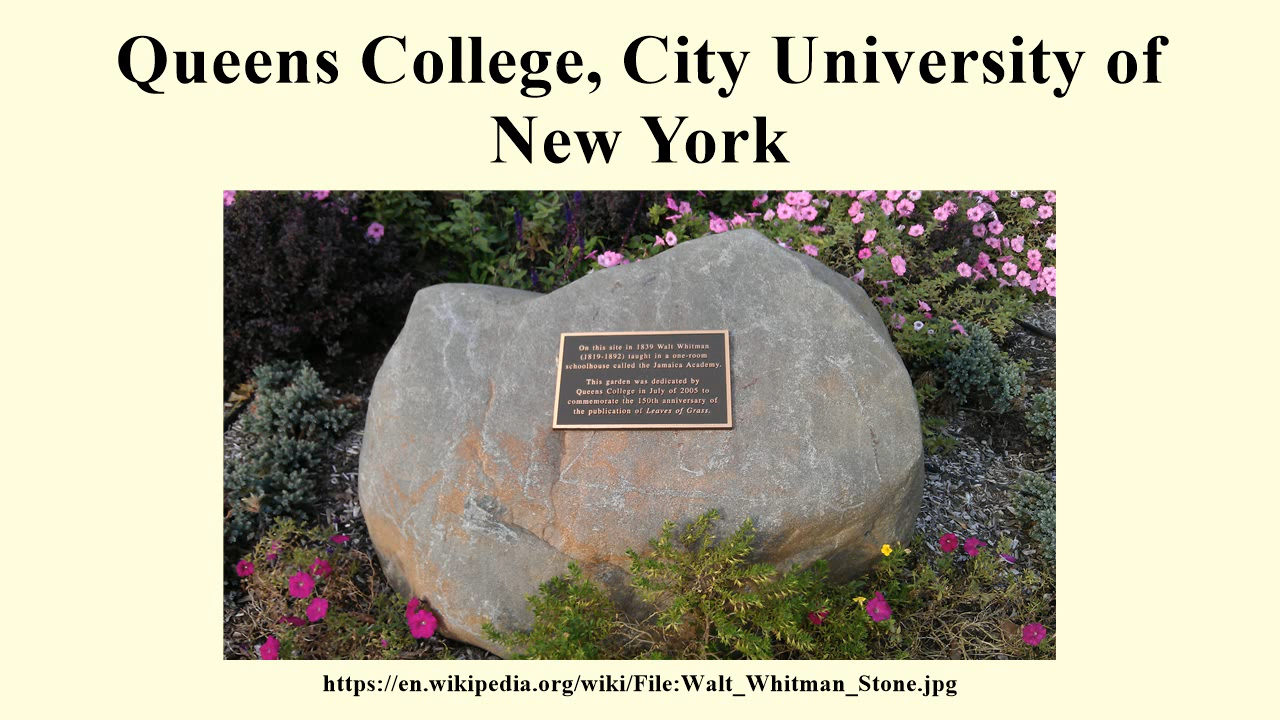 Queens College, City University of
New York
On this site in 1839 Walt Whitman
(1819-1892) taught in a one-room
schoolhouse called the Jamaica Academy.
This garden was dedicated by
Queens College in July of 2005 to
commemorate the 150th anniversary of
the publication of Leaves of Grass.
https://en.wikipedia.org/wiki/File:Walt_Whitman_Stone.jpg